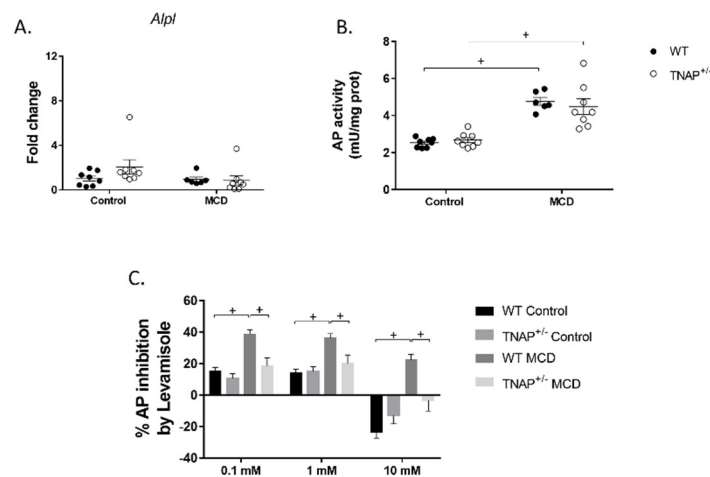 A.
Alpl
Fold change
12
8
4
0
Control
MCD
B.
+
+
AP activity
(mU/mg prot)
8
6
4
2
0
Control
MCD
WT
TNAP+/-
C.
% AP inhibition
by Levamisole
60
40
20
0
-20
-40
+
+
+
+
+
+
0.1 mM
1 mM
10 mM
WT Control
TNAP+/- Control
WT MCD
TNAP+/- MCD